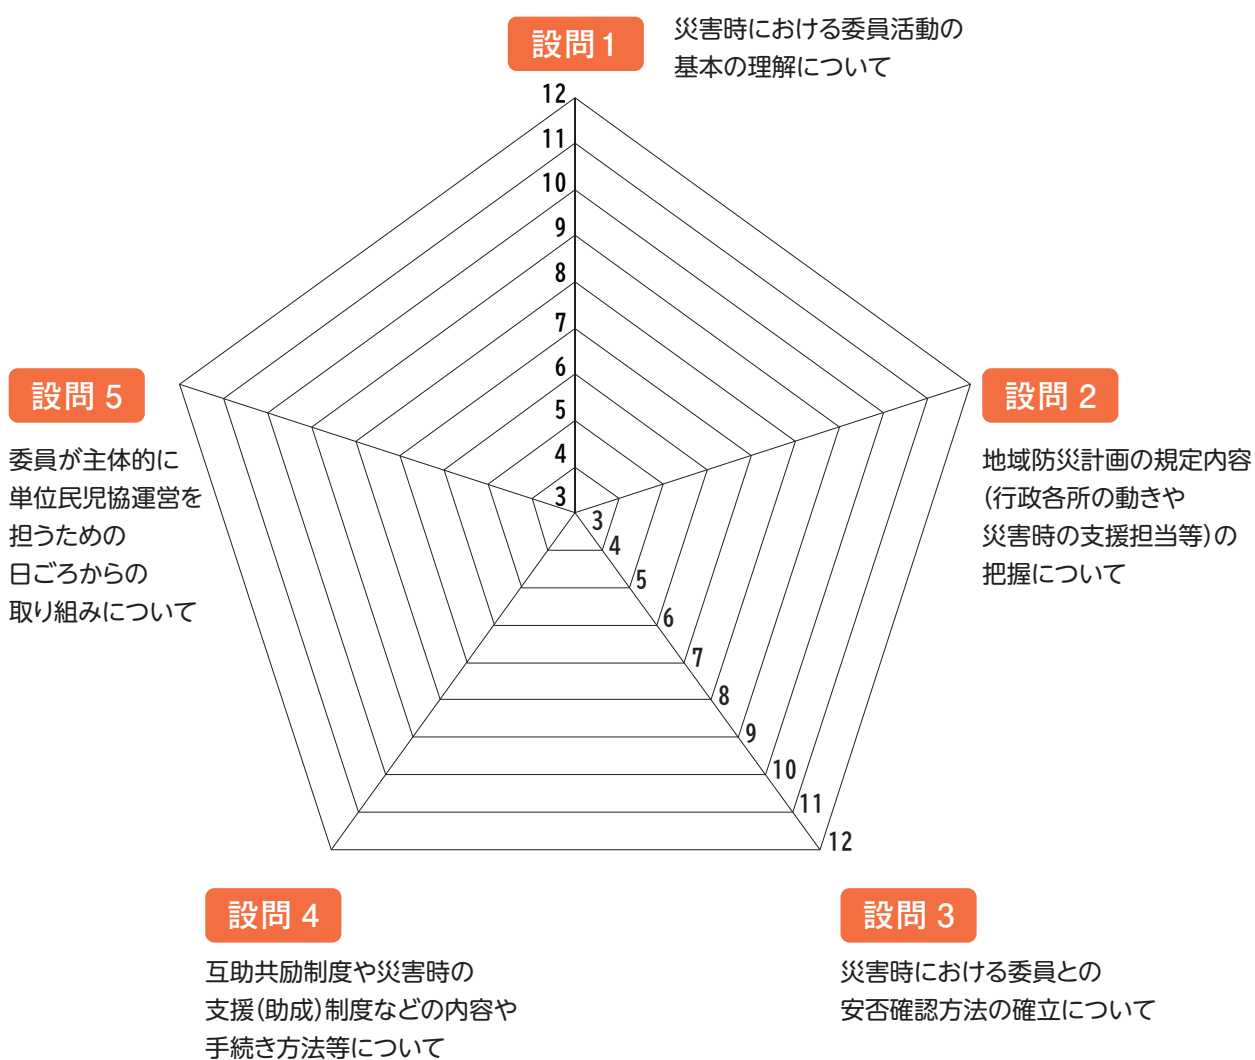 設問1
災害時における委員活動の
基本の理解について
12
11
10
9
8
7
6
5
4
3
3
4
5
6
7
8
9
10
11
12
設問 2
地域防災計画の規定内容
(行政各所の動きや
災害時の支援担当等)の
把握について
設問 3
災害時における委員との
安否確認方法の確立について
設問 4
互助共励制度や災害時の
支援(助成)制度などの内容や
手続き方法等について
設問 5
委員が主体的に
単位民児協運営を
担うための
日ごろからの
取り組みについて